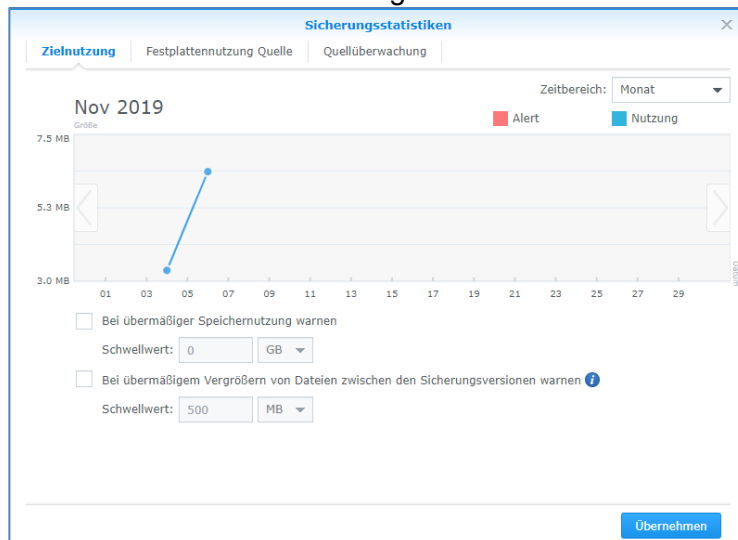 Sicherungsstatistiken
Zielnutzung Festplattennutzung Quelle Quellüberwachung
Zeitbereich: Monat
Nov 2019
Größe
Alert Nutzung
7.5 MB
5.3 MB
3.0 MB
Datum
01 03 05 07 09 11 13 15 17 19 21 23 25 27 29
Bei übermäßiger Speichernutzung warnen
Schwellwert: 0 GB
Bei übermäßigem Vergrößern von Dateien zwischen den Sicherungsversionen warnen
Schwellwert: 500 MB
Übernehmen